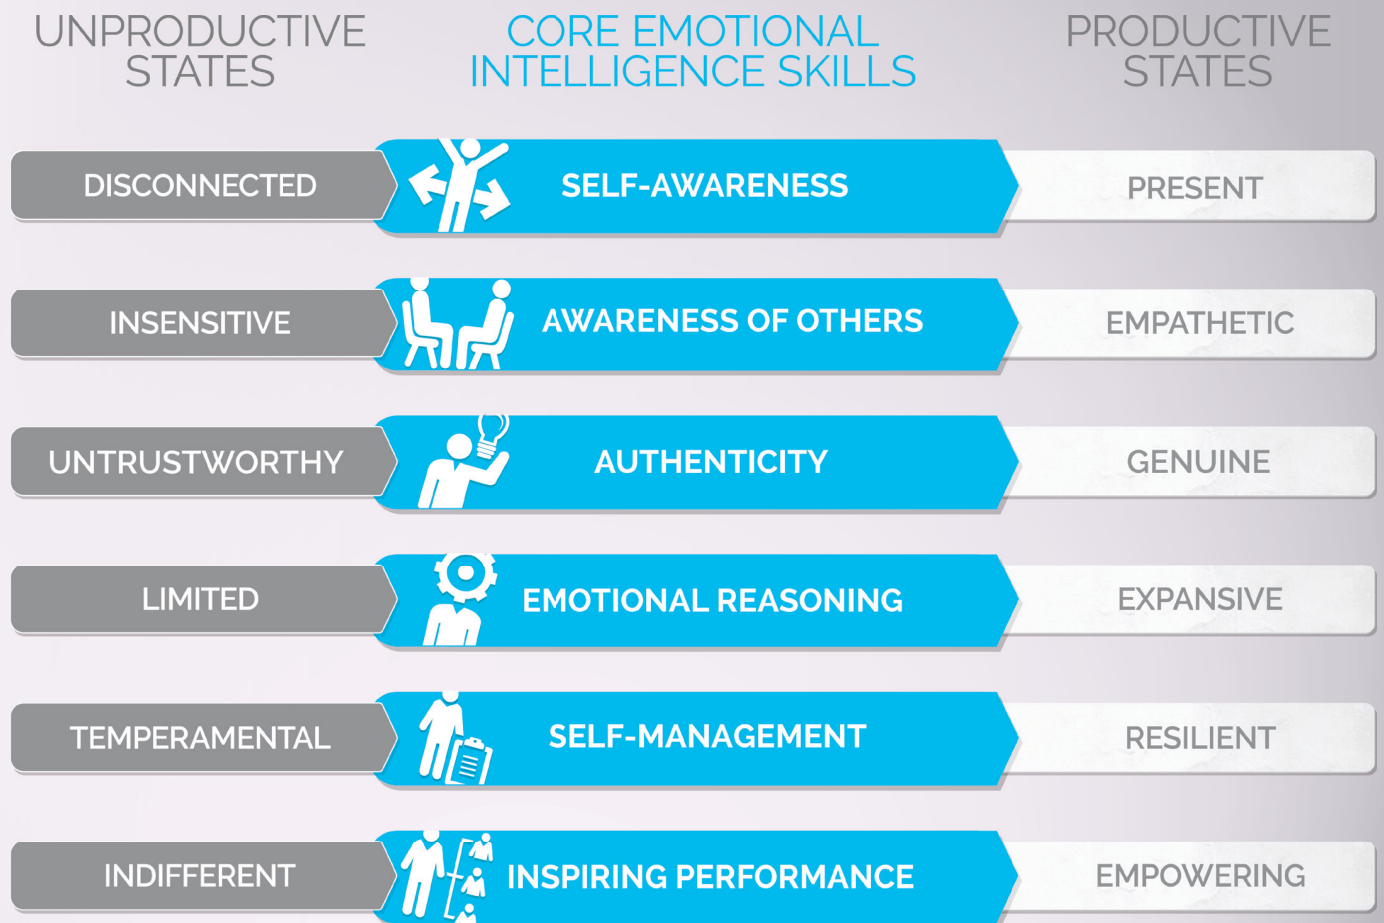 UNPRODUCTIVE
STATES
CORE EMOTIONAL
INTELLIGENCE SKILLS
PRODUCTIVE
STATES
DISCONNECTED
SELF-AWARENESS
PRESENT
INSENSITIVE
AWARENESS OF OTHERS
EMPATHETIC
UNTRUSTWORTHY
AUTHENTICITY
GENUINE
LIMITED
EMOTIONAL REASONING
EXPANSIVE
TEMPERAMENTAL
SELF-MANAGEMENT
RESILIENT
INDIFFERENT
INSPIRING PERFORMANCE
EMPOWERING